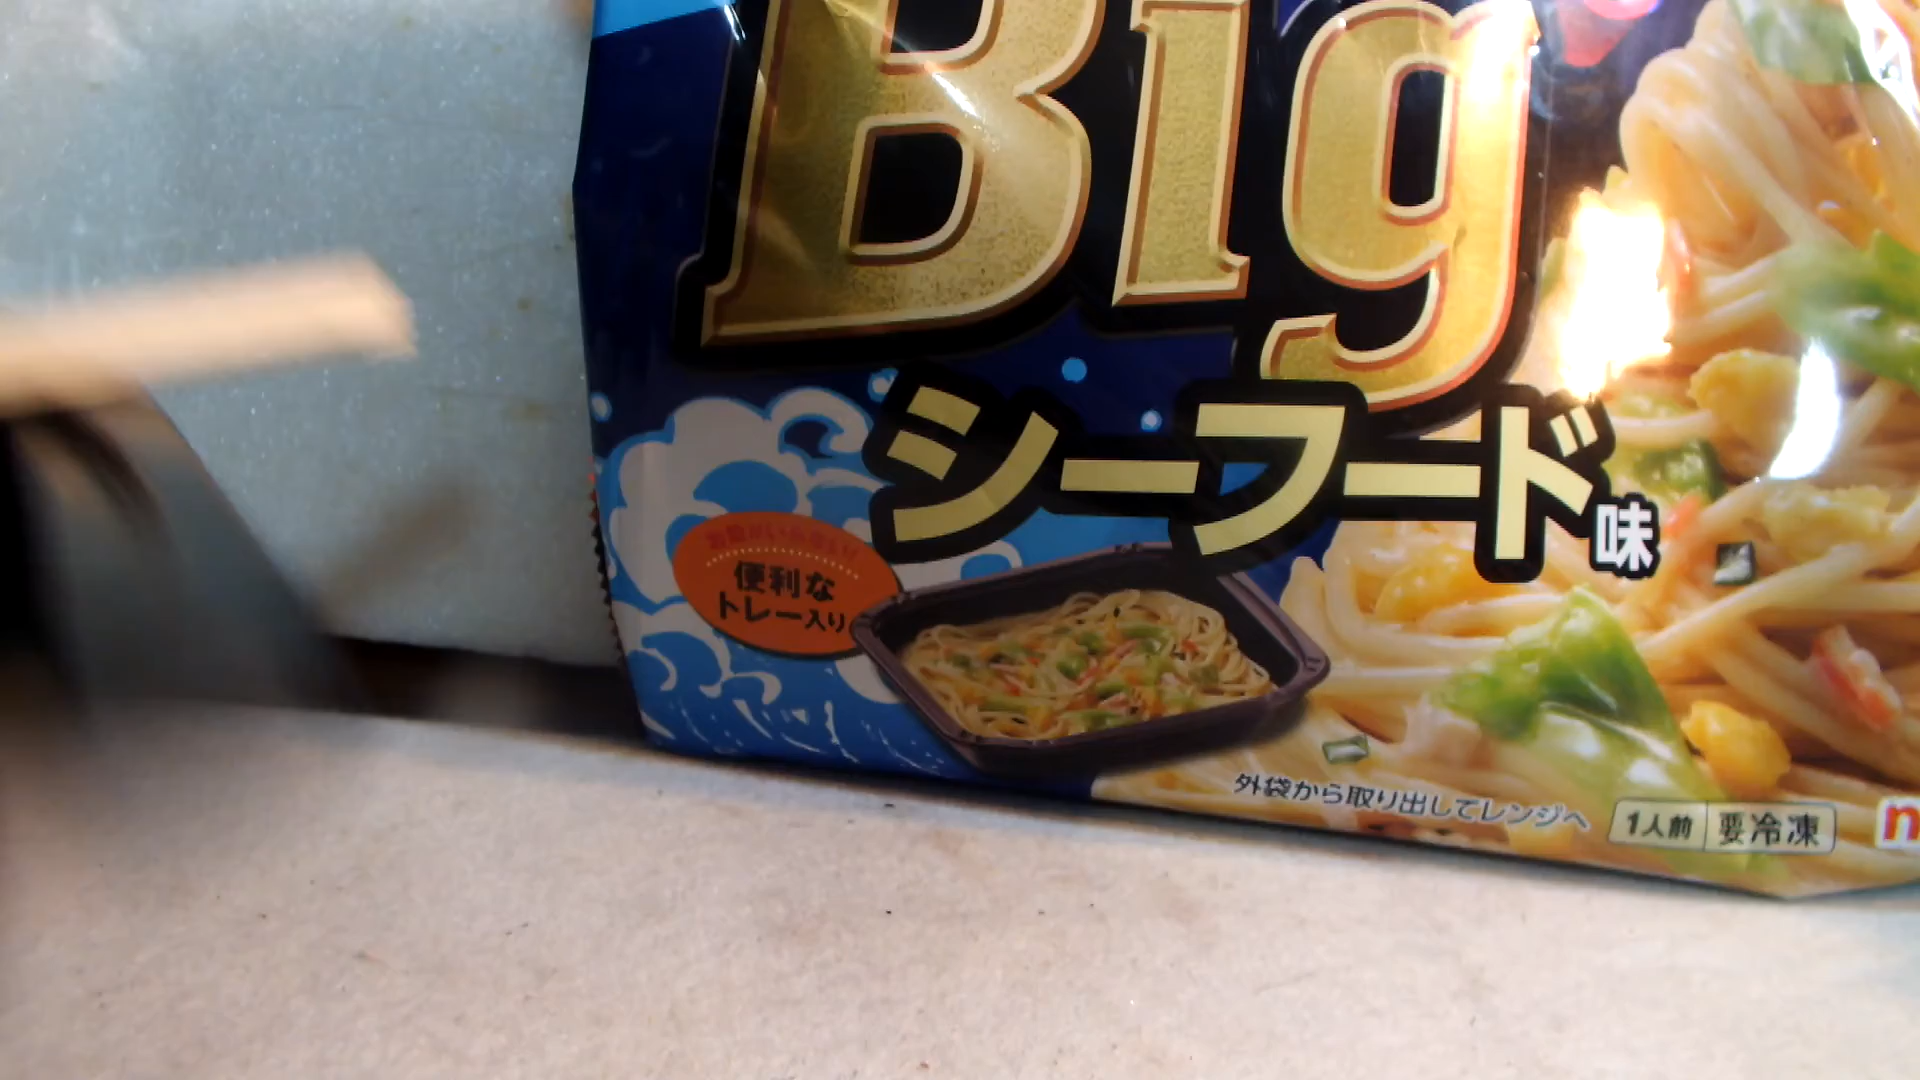 Big
シーフード味
便利な
トレー入り
外袋から取り出してレンジへ
1人前 要冷凍